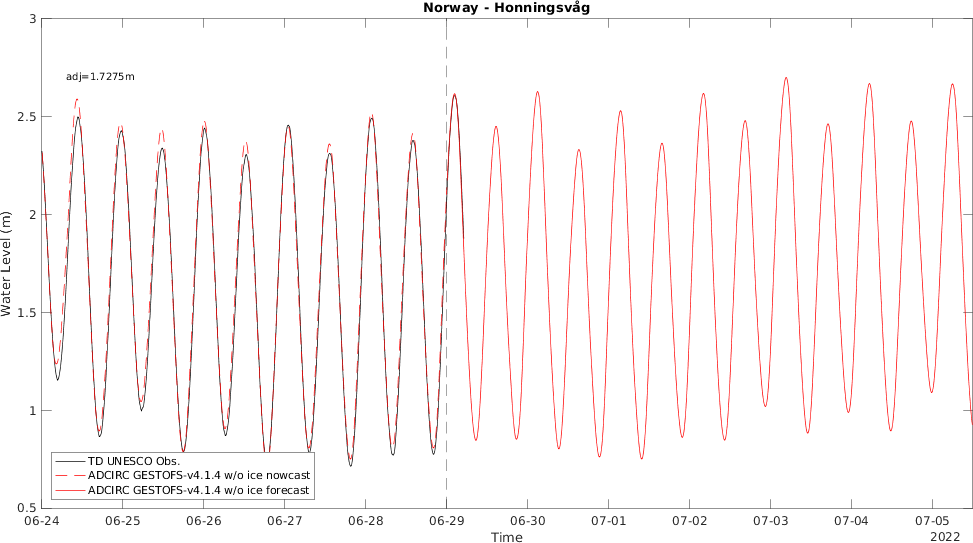 Norway - Honningsvåg
3
adj=1.7275m
2.5
2
Water Level (m)
1.5
1
TD UNESCO Obs.
ADCIRC GESTOFS-v4.1.4 w/o ice nowcast
ADCIRC GESTOFS-v4.1.4 w/o ice forecast
0.5
06-24 06-25 06-26 06-27 06-28 06-29 06-30 07-01 07-02 07-03 07-04 07-05
Time
2022